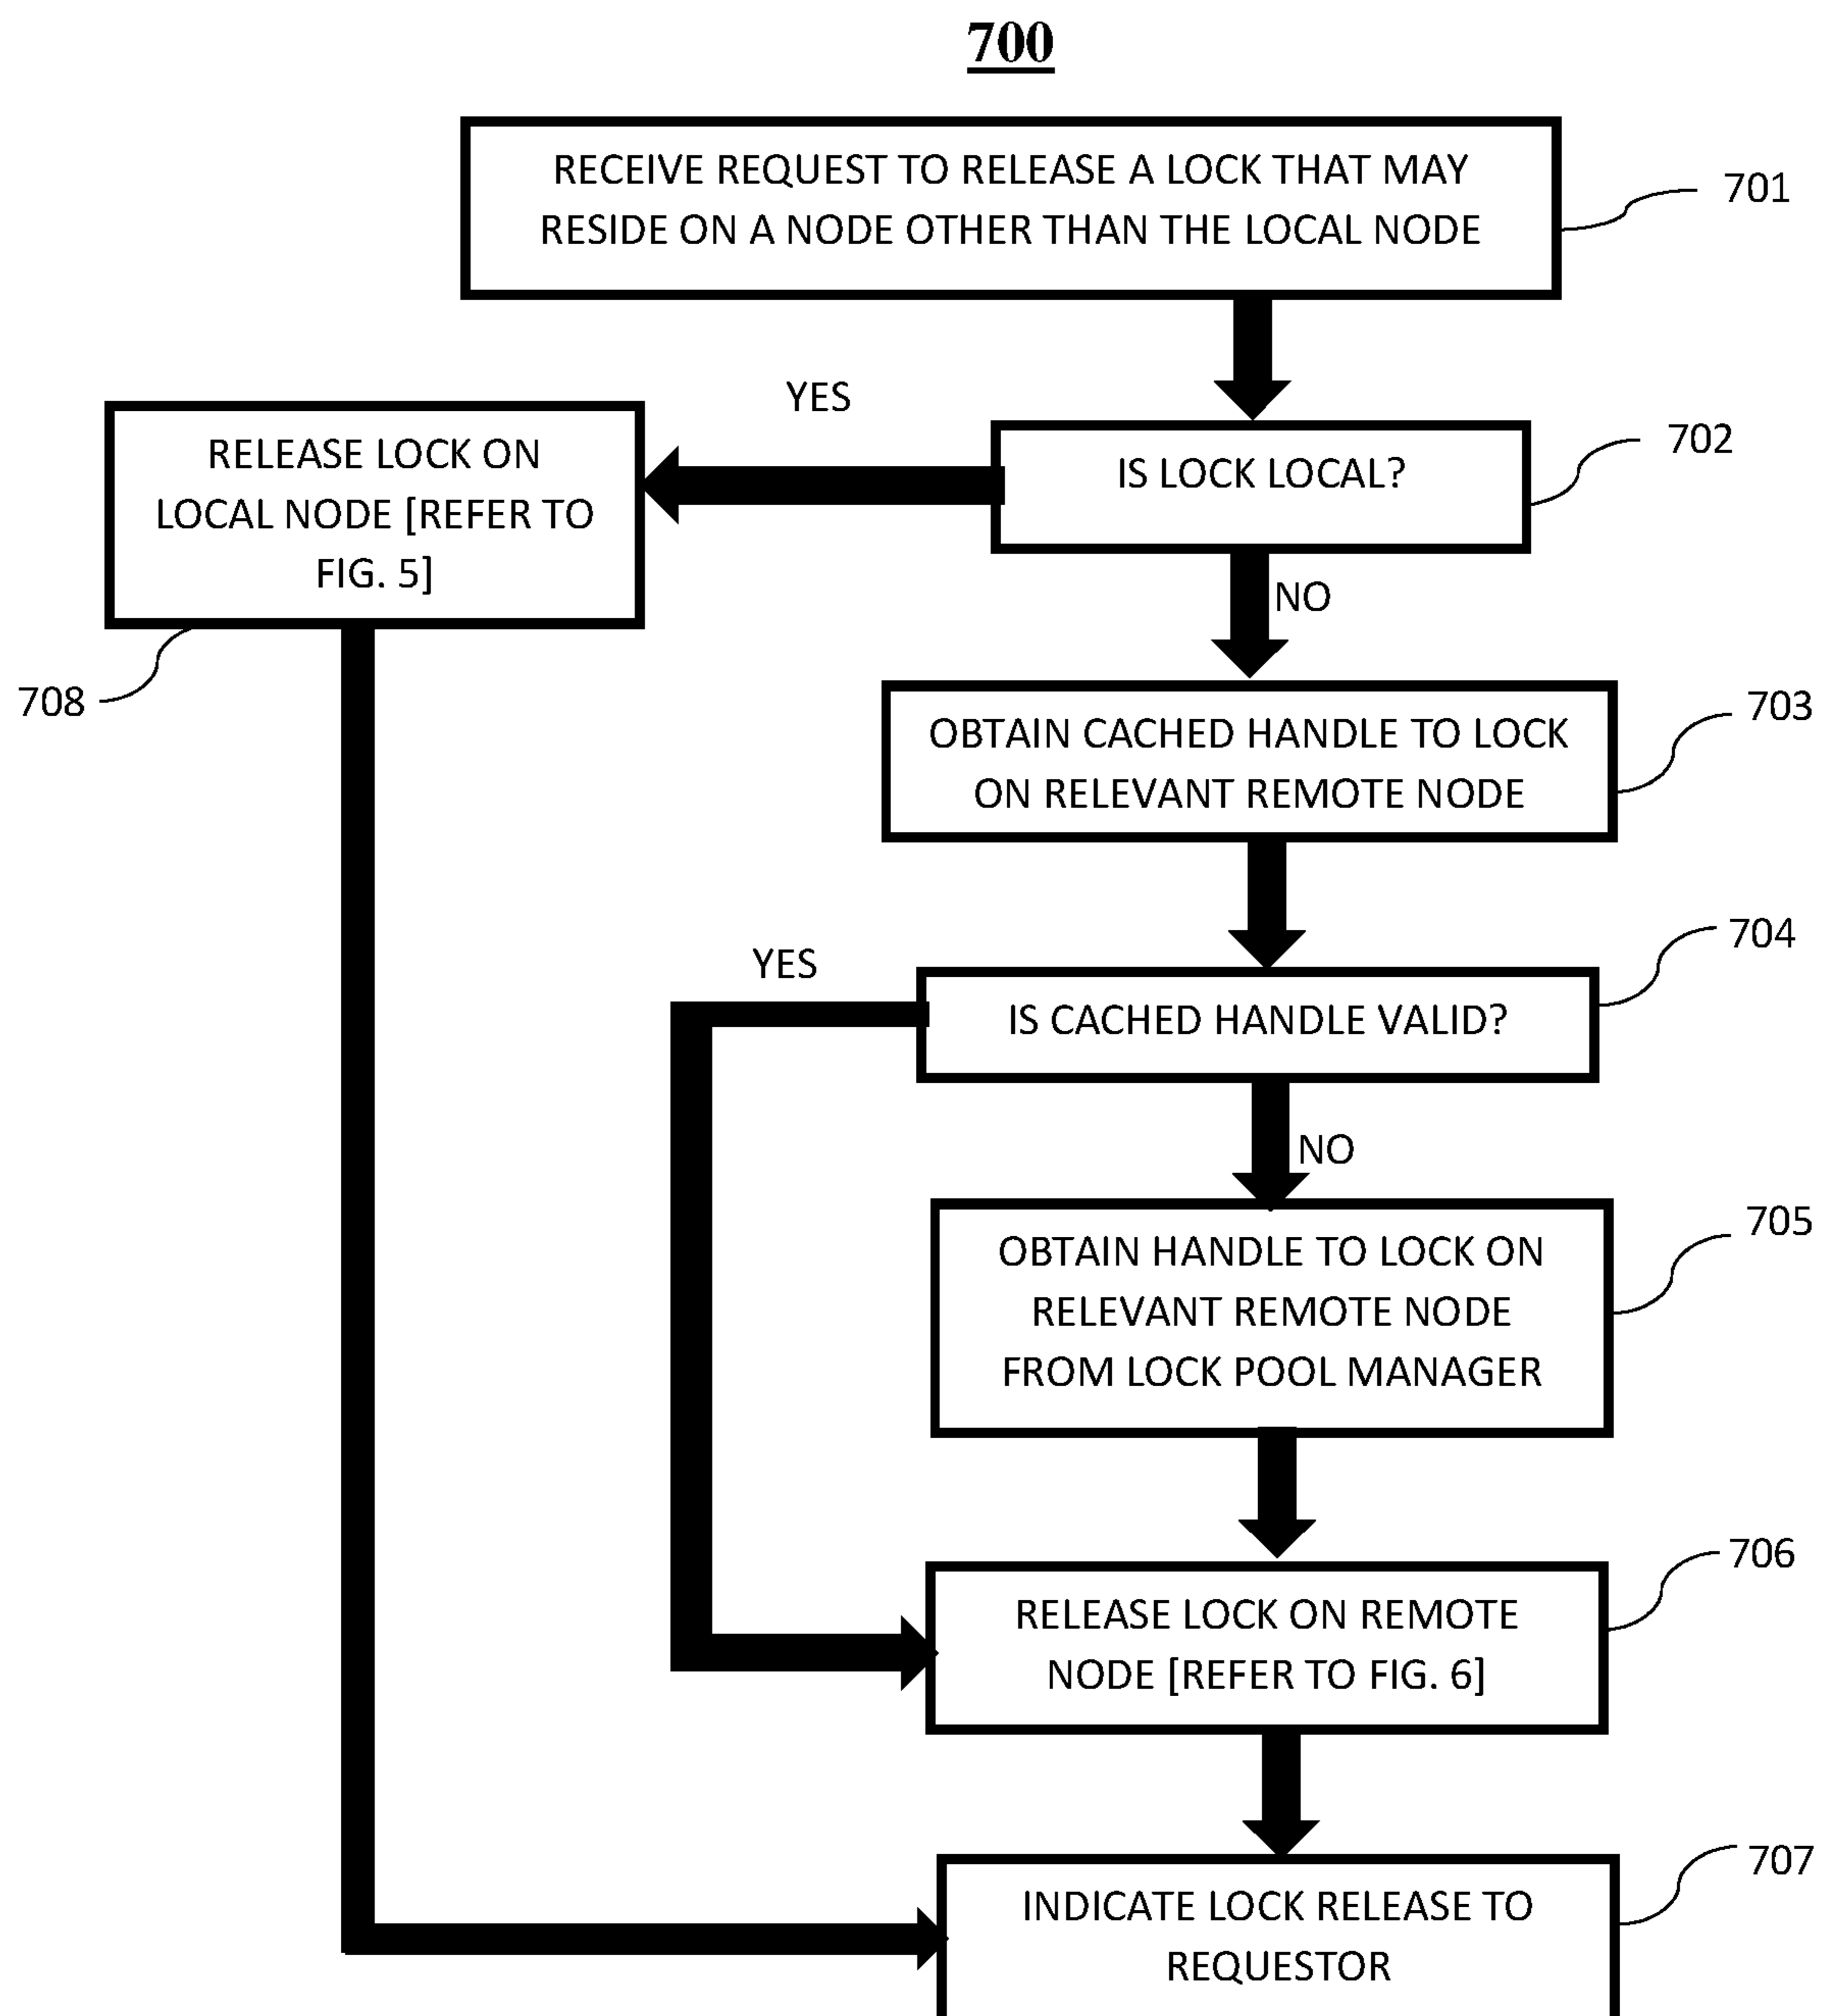 700
RECEIVE REQUEST TO RELEASE A LOCK THAT MAY
RESIDE ON A NODE OTHER THAN THE LOCAL NODE
701
YES
IS LOCK LOCAL?
702
RELEASE LOCK ON
LOCAL NODE [REFER TO
FIG. 5]
708
NO
OBTAIN CACHED HANDLE TO LOCK
ON RELEVANT REMOTE NODE
703
YES
IS CACHED HANDLE VALID?
704
NO
OBTAIN HANDLE TO LOCK ON
RELEVANT REMOTE NODE
FROM LOCK POOL MANAGER
705
RELEASE LOCK ON REMOTE
NODE [REFER TO FIG. 6]
706
INDICATE LOCK RELEASE TO
REQUESTOR
707